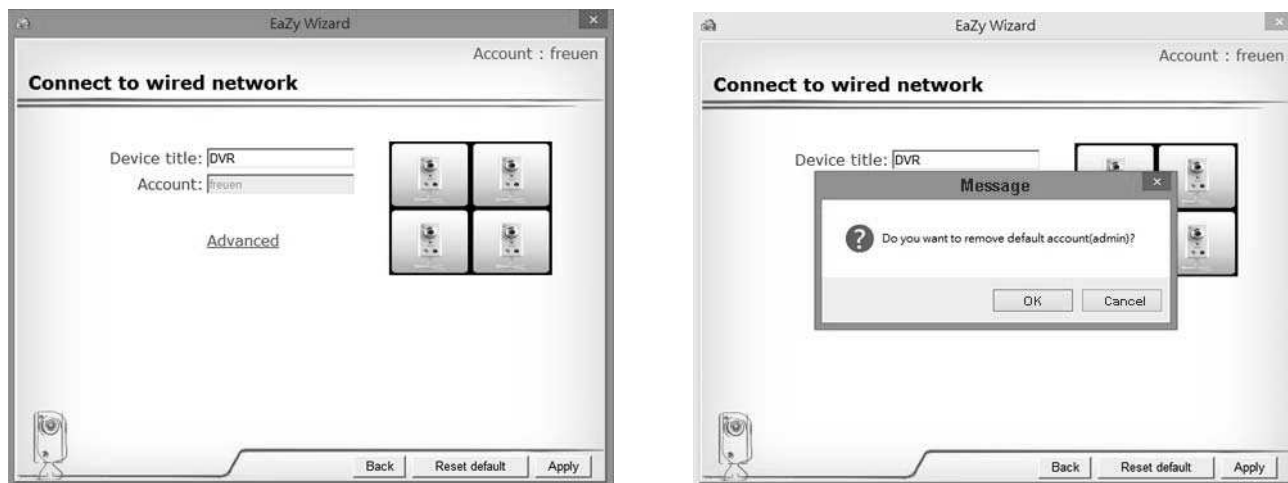 EaZy Wizard
Account : freuen
Connect to wired network
Device title: DVR
Account: freuen
Advanced
Back Reset default Apply
EaZy Wizard
Account : freuen
Connect to wired network
Device title: DVR
Message
Do you want to remove default account(admin)?
OK Cancel
Back Reset default Apply